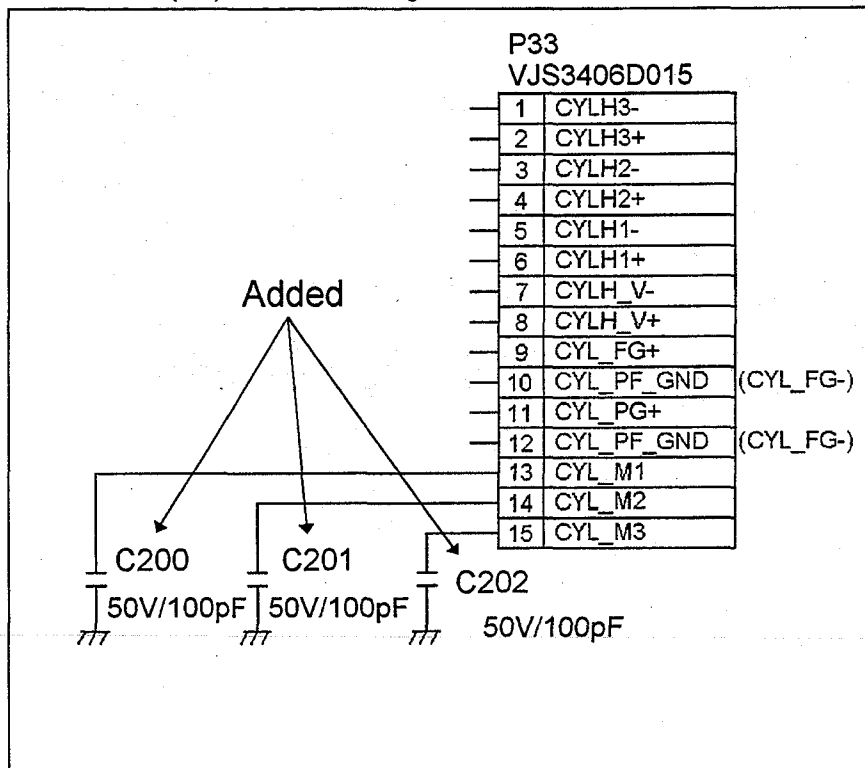 P33
VJS3406D015
1 CYLH3-
2 CYLH3+
3 CYLH2-
4 CYLH2+
5 CYLH1-
6 CYLH1+
7 CYLH_V-
8 CYLH_V+
9 CYL_FG+
10 CYL_PF_GND (CYL_FG-)
11 CYL_PG+
12 CYL_PF_GND (CYL_FG-)
13 CYL_M1
14 CYL_M2
15 CYL_M3
Added
C200
50V/100pF
C201
50V/100pF
C202
50V/100pF